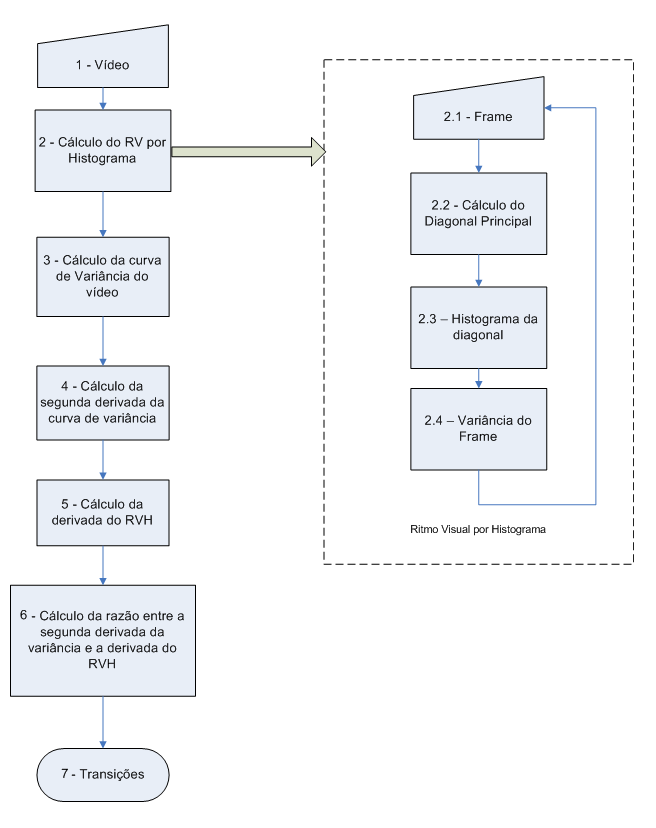 1 - Vídeo
2 - Cálculo do RV por
Histograma
3 - Cálculo da curva
de Variância do
vídeo
4 - Cálculo da
segunda derivada da
curva de variância
5 - Cálculo da
derivada do RVH
6 - Cálculo da razão entre a
segunda derivada da
variância e a derivada do
RVH
7 - Transições
2.1 - Frame
2.2 - Cálculo do
Diagonal Principal
2.3 – Histograma da
diagonal
2.4 – Variância do
Frame
Ritmo Visual por Histograma